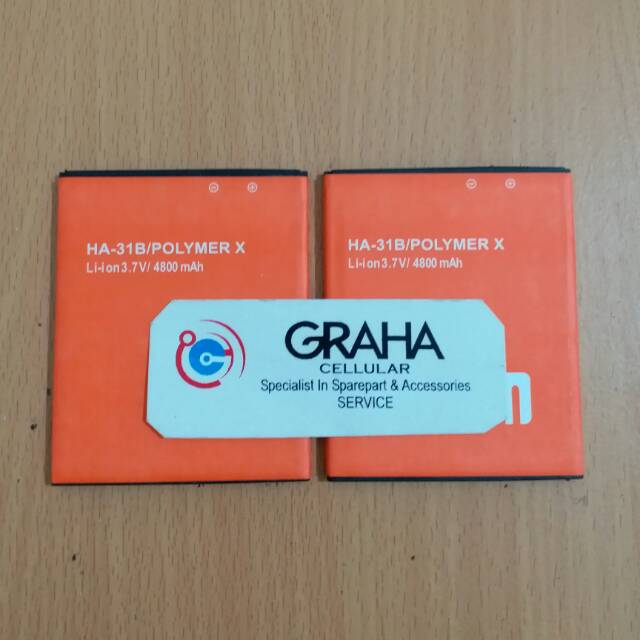 HA-31B/POLYMER X
Li-ion 3.7V/ 4800 mAh
HA-31B/POLYMER X
Li-ion 3.7V/ 4800 mAh
GRAHA
CELLULAR
Specialist In Sparepart & Accessories
SERVICE